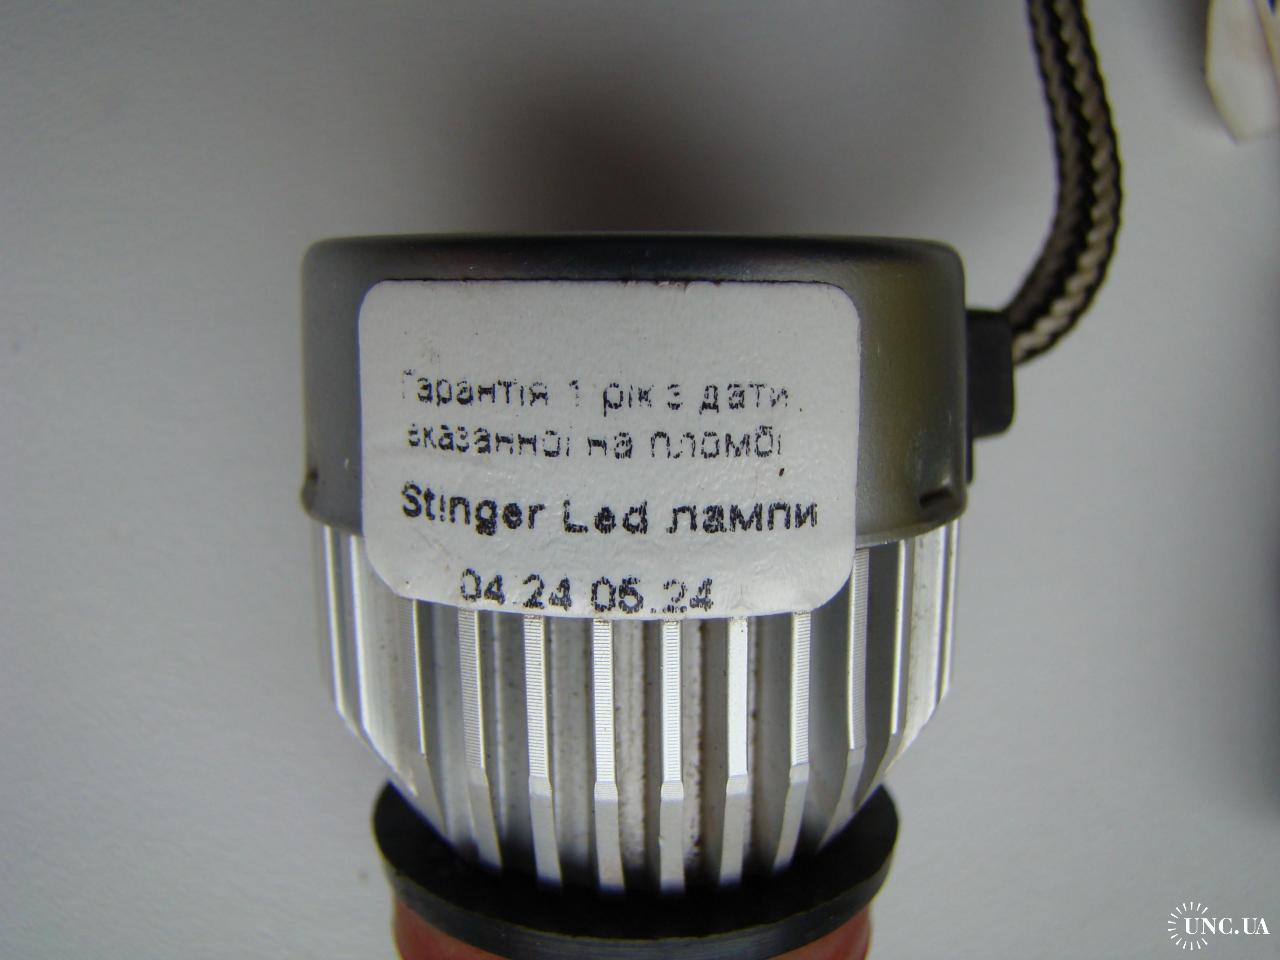 Гарантія 1 рік з дати
вказанної на пломбі
Stinger Led лампи
04.24 05.24
UNC.UA